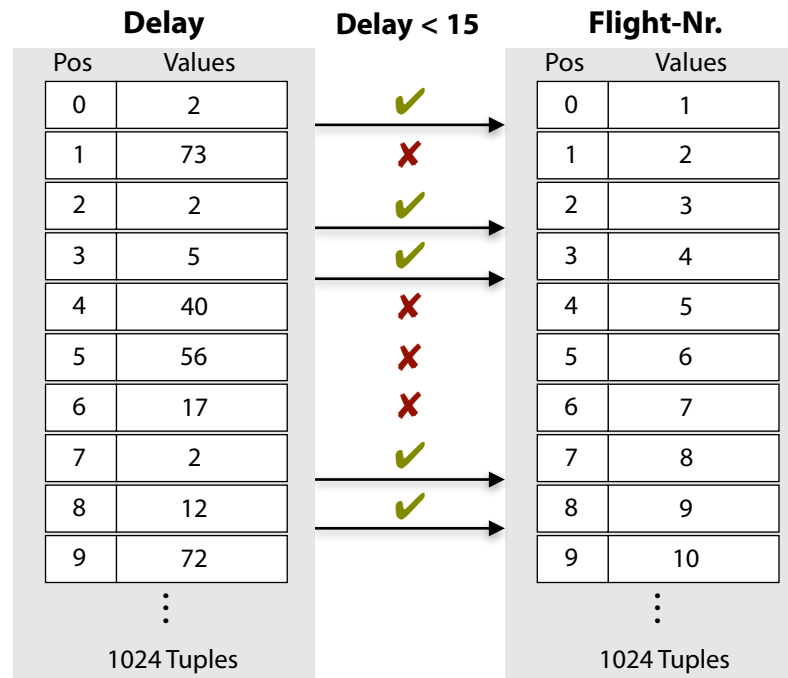 Delay Delay < 15 Flight-Nr.
Pos Values Pos Values
0 2 ✔ 0 1
1 73 ✘ 1 2
2 2 ✔ 2 3
3 5 ✔ 3 4
4 40 ✘ 4 5
5 56 ✘ 5 6
6 17 ✘ 6 7
7 2 ✔ 7 8
8 12 ✔ 8 9
9 72 9 10
⋮ ⋮
1024 Tuples 1024 Tuples